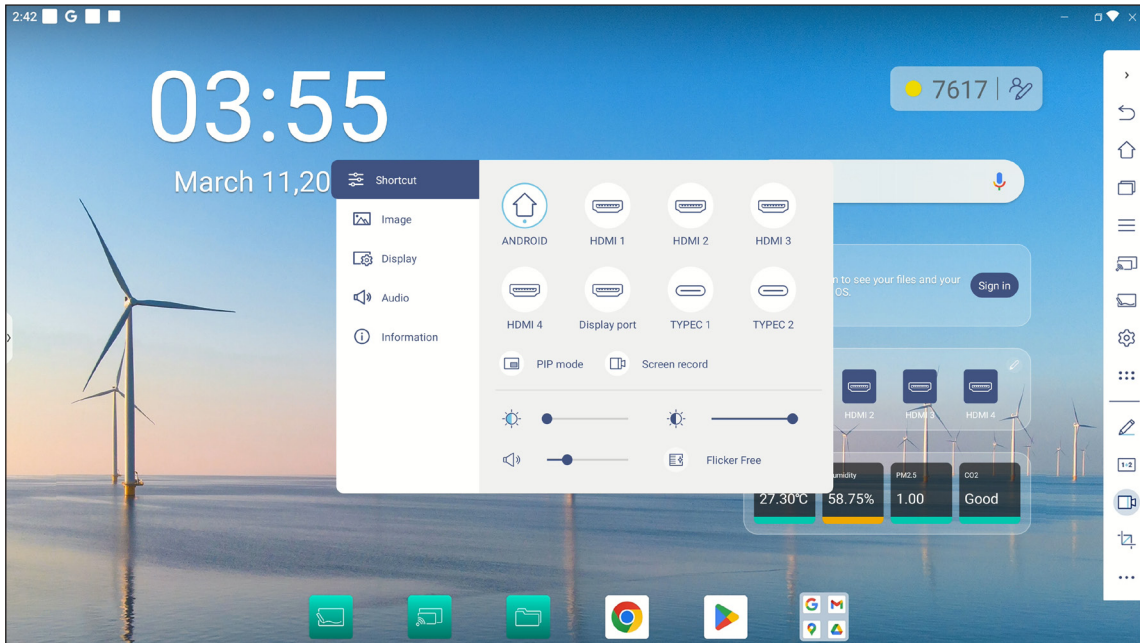 2:42
03:55
March 11,20
7617
Shortcut
Image
Display
Audio
Information
ANDROID
HDMI 1
HDMI 2
HDMI 3
HDMI 4
Display port
TYPEC 1
TYPEC 2
PIP mode
Screen record
Flicker Free
to see your files and your
OS.
Sign in
HDMI 2
HDMI 3
HDMI 4
PM2.5
CO2
27.30℃
58.75%
1.00
Good
1+2